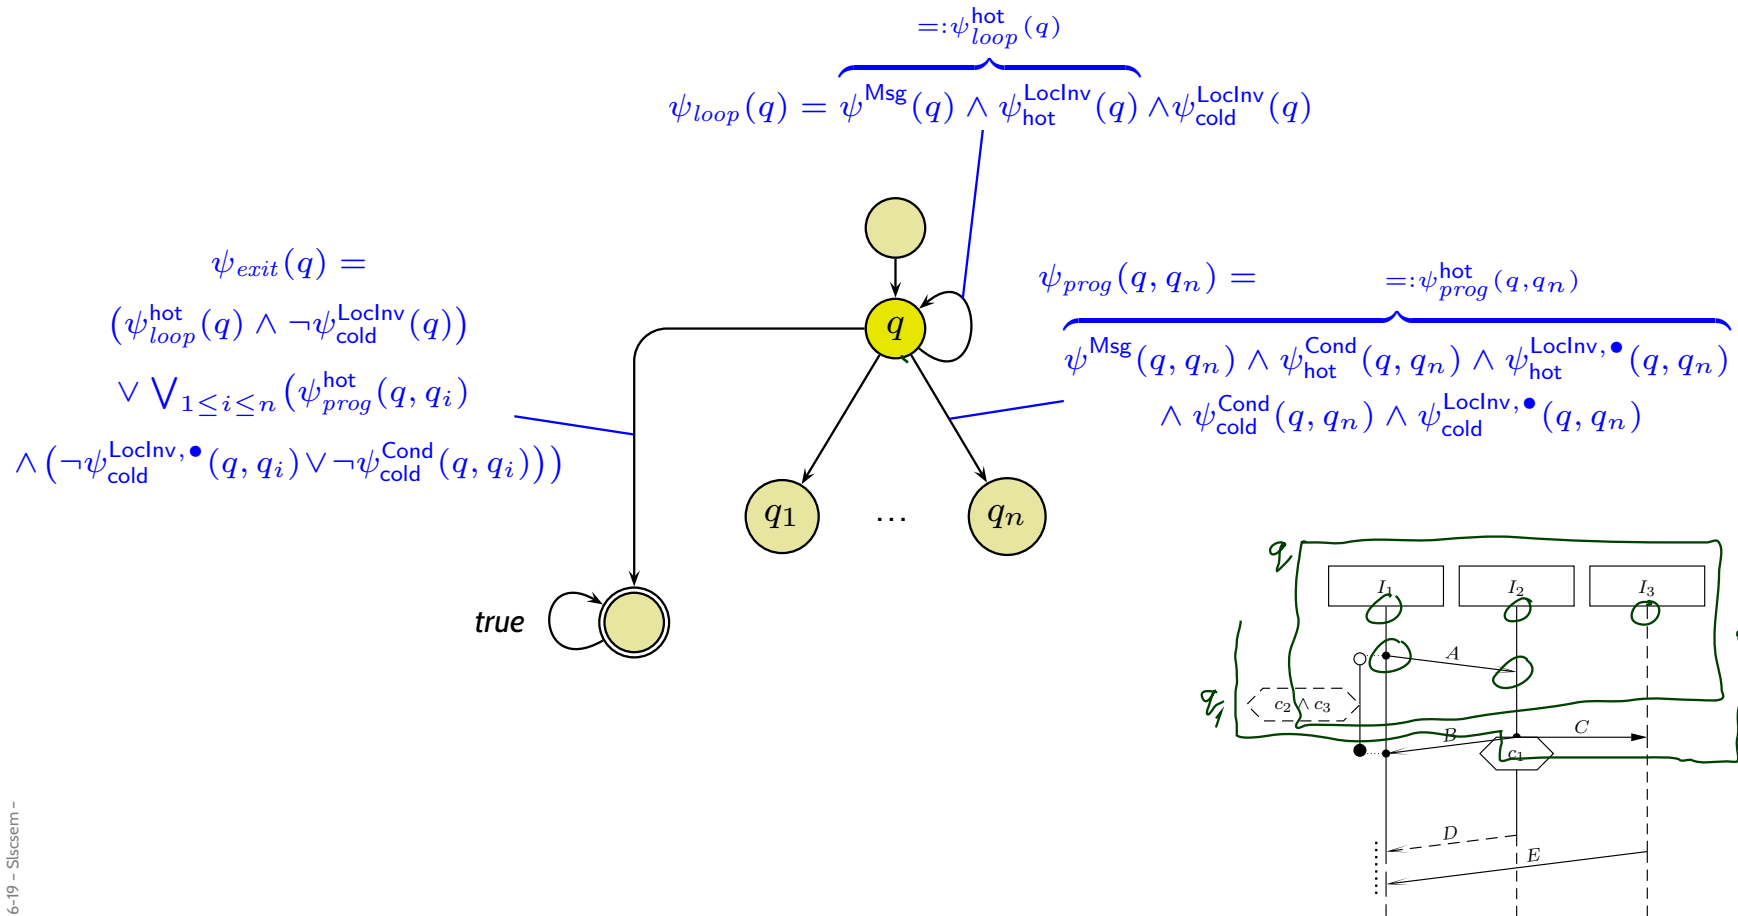 =:ψ^hot_loop(q)
ψ_loop(q) = ψ^Msg(q) ∧ ψ^LocInv_hot(q) ∧ ψ^LocInv_cold(q)
ψ_exit(q) =
(ψ^hot_loop(q) ∧ ¬ψ^LocInv_cold(q))
∨ ⋁_{1≤i≤n} (ψ^hot_prog(q, q_i)
∧ (¬ψ^{LocInv,•}_cold(q, q_i) ∨ ¬ψ^Cond_cold(q, q_i)))
ψ_prog(q, q_n) =
=:ψ^hot_prog(q,q_n)
ψ^Msg(q, q_n) ∧ ψ^Cond_hot(q, q_n) ∧ ψ^{LocInv,•}_hot(q, q_n)
∧ ψ^Cond_cold(q, q_n) ∧ ψ^{LocInv,•}_cold(q, q_n)
q
q_1 ... q_n
true
q
I_1 I_2 I_3
A
q_1
c_2 ∧ c_3
B C
c_1
D
E
6-19 – Slscsem –